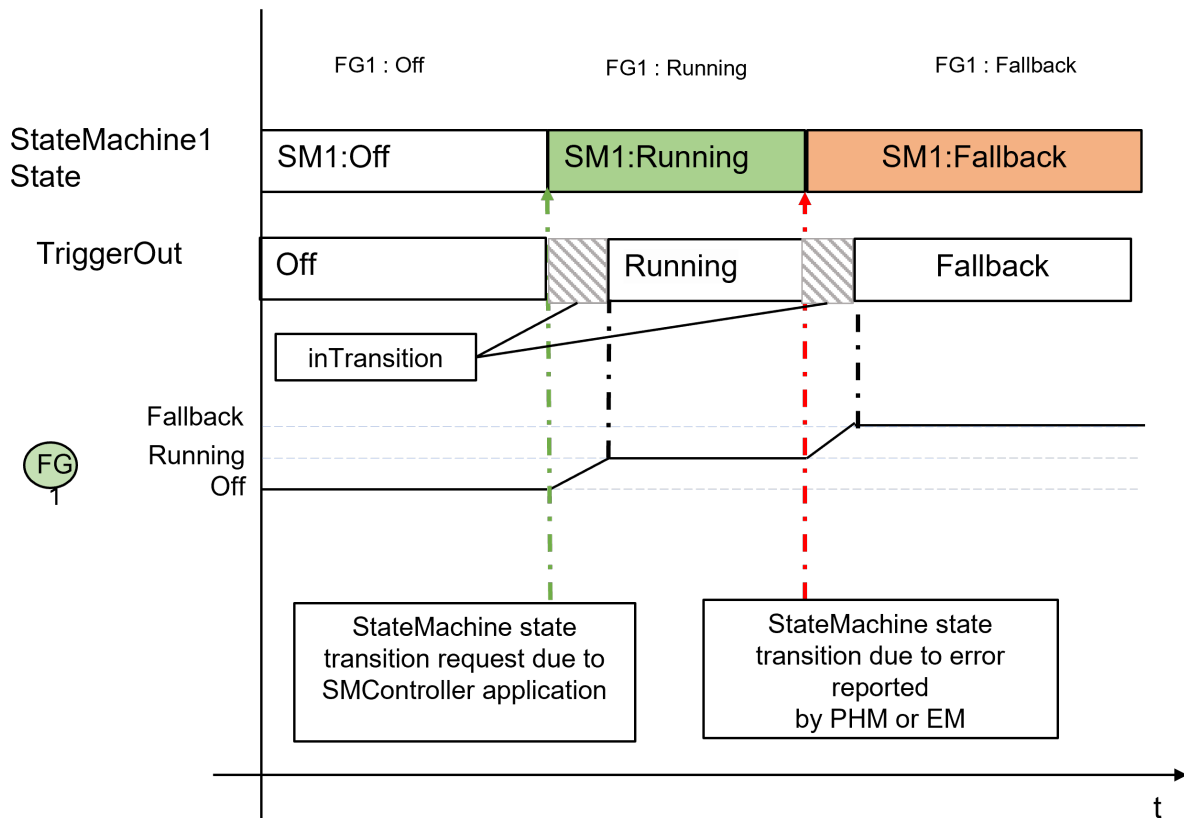 FG1 : Off
FG1 : Running
FG1 : Fallback
StateMachine1
State
SM1:Off
SM1:Running
SM1:Fallback
TriggerOut
Off
Running
Fallback
inTransition
Fallback
Running
Off
FG
1
StateMachine state
transition request due to
SMController application
StateMachine state
transition due to error
reported
by PHM or EM
t